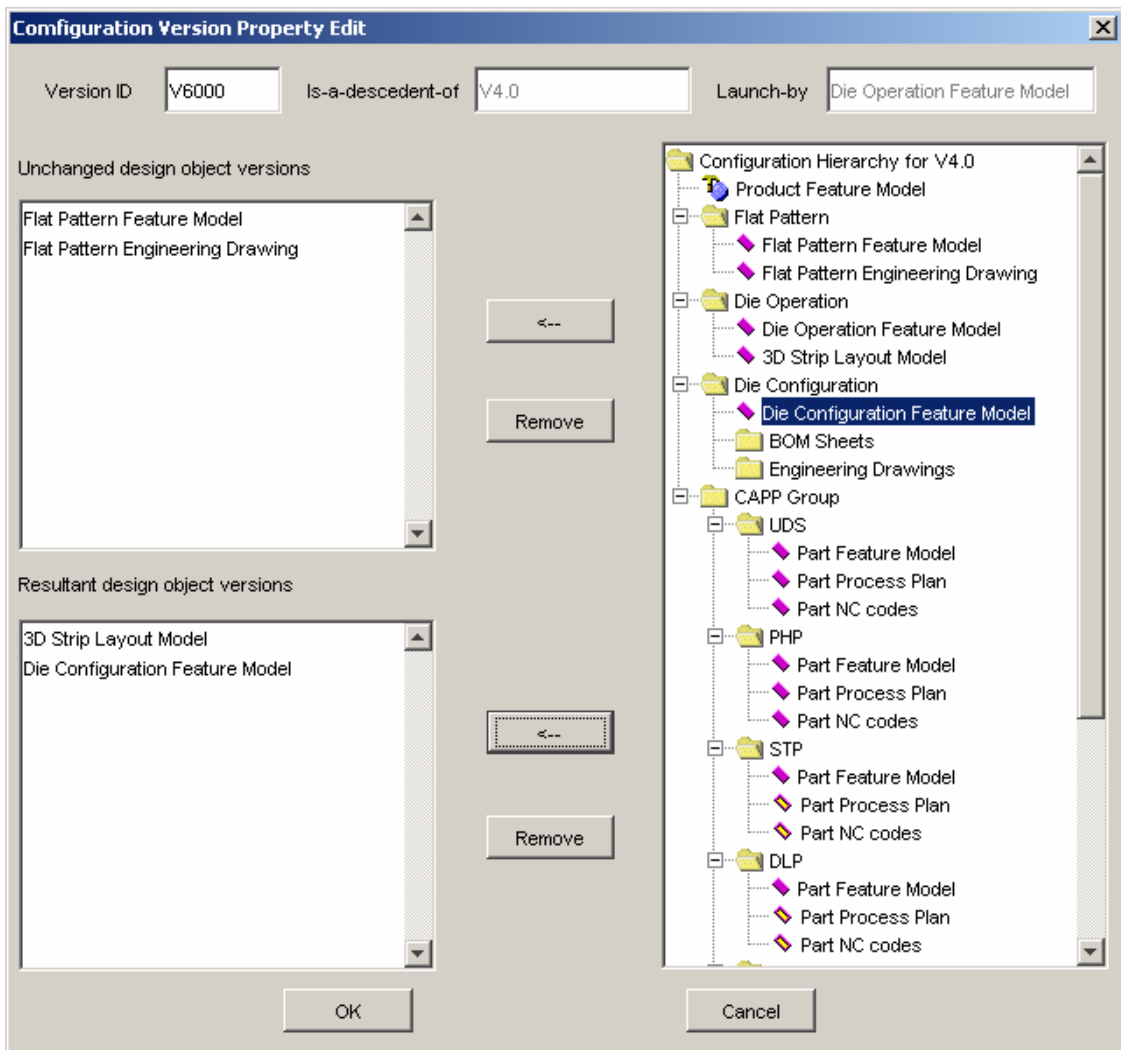 Comfiguration Version Property Edit
Version ID V6000 Is-a-descedent-of V4.0 Launch-by Die Operation Feature Model
Unchanged design object versions
Flat Pattern Feature Model
Flat Pattern Engineering Drawing
<--
Remove
Resultant design object versions
3D Strip Layout Model
Die Configuration Feature Model
<--
Remove
Configuration Hierarchy for V4.0
Product Feature Model
Flat Pattern
Flat Pattern Feature Model
Flat Pattern Engineering Drawing
Die Operation
Die Operation Feature Model
3D Strip Layout Model
Die Configuration
Die Configuration Feature Model
BOM Sheets
Engineering Drawings
CAPP Group
UDS
Part Feature Model
Part Process Plan
Part NC codes
PHP
Part Feature Model
Part Process Plan
Part NC codes
STP
Part Feature Model
Part Process Plan
Part NC codes
DLP
Part Feature Model
Part Process Plan
Part NC codes
OK Cancel